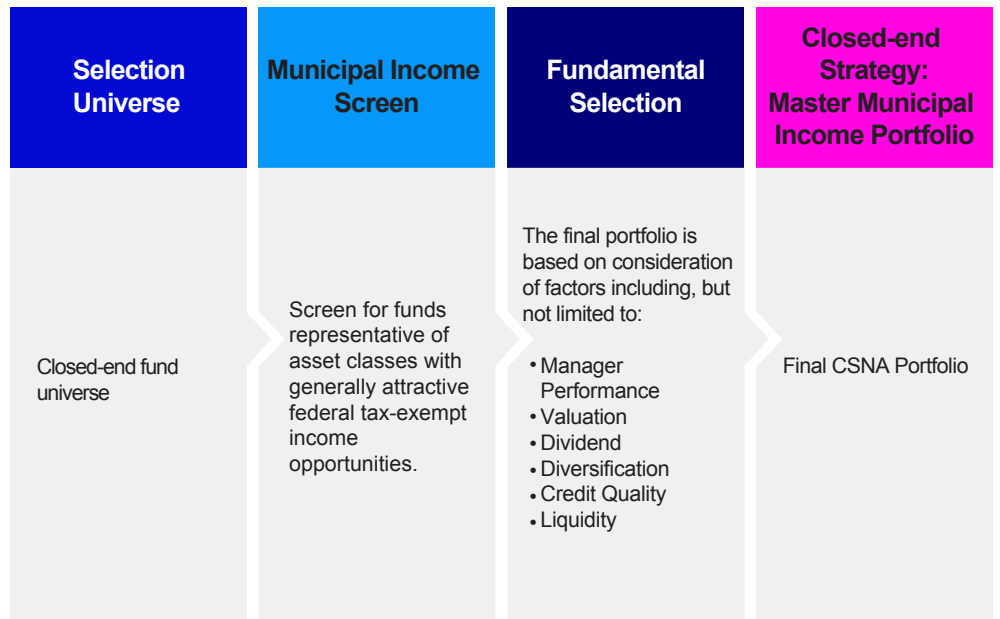 Selection
Universe
Municipal Income
Screen
Fundamental
Selection
Closed-end
Strategy:
Master Municipal
Income Portfolio
Closed-end fund
universe
Screen for funds
representative of
asset classes with
generally attractive
federal tax-exempt
income
opportunities.
The final portfolio is
based on consideration
of factors including, but
not limited to:
• Manager
Performance
• Valuation
• Dividend
• Diversification
• Credit Quality
• Liquidity
Final CSNA Portfolio